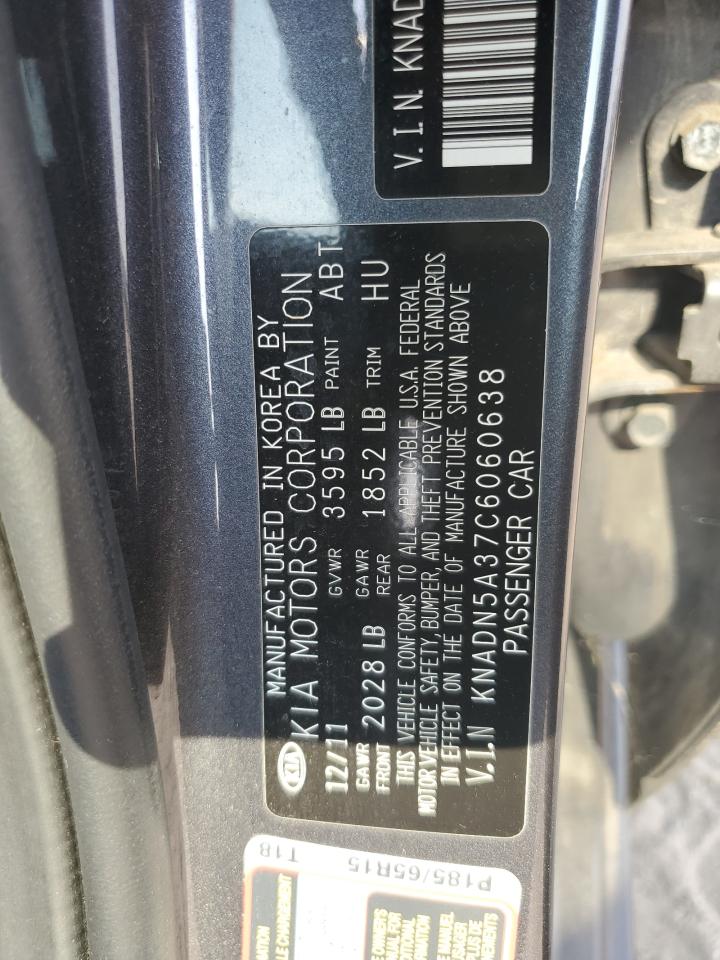 V.I.N KNAD
KIA MANUFACTURED IN KOREA BY
KIA MOTORS CORPORATION
12/11 GVWR 3595 LB PAINT ABT
GAWR FRONT 2028 LB GAWR REAR 1852 LB TRIM HU
THIS VEHICLE CONFORMS TO ALL APPLICABLE U.S.A. FEDERAL
MOTOR VEHICLE SAFETY, BUMPER, AND THEFT PREVENTION STANDARDS
IN EFFECT ON THE DATE OF MANUFACTURE SHOWN ABOVE
V.I.N KNADN5A37C6060638
PASSENGER CAR
T18
P185/65R15